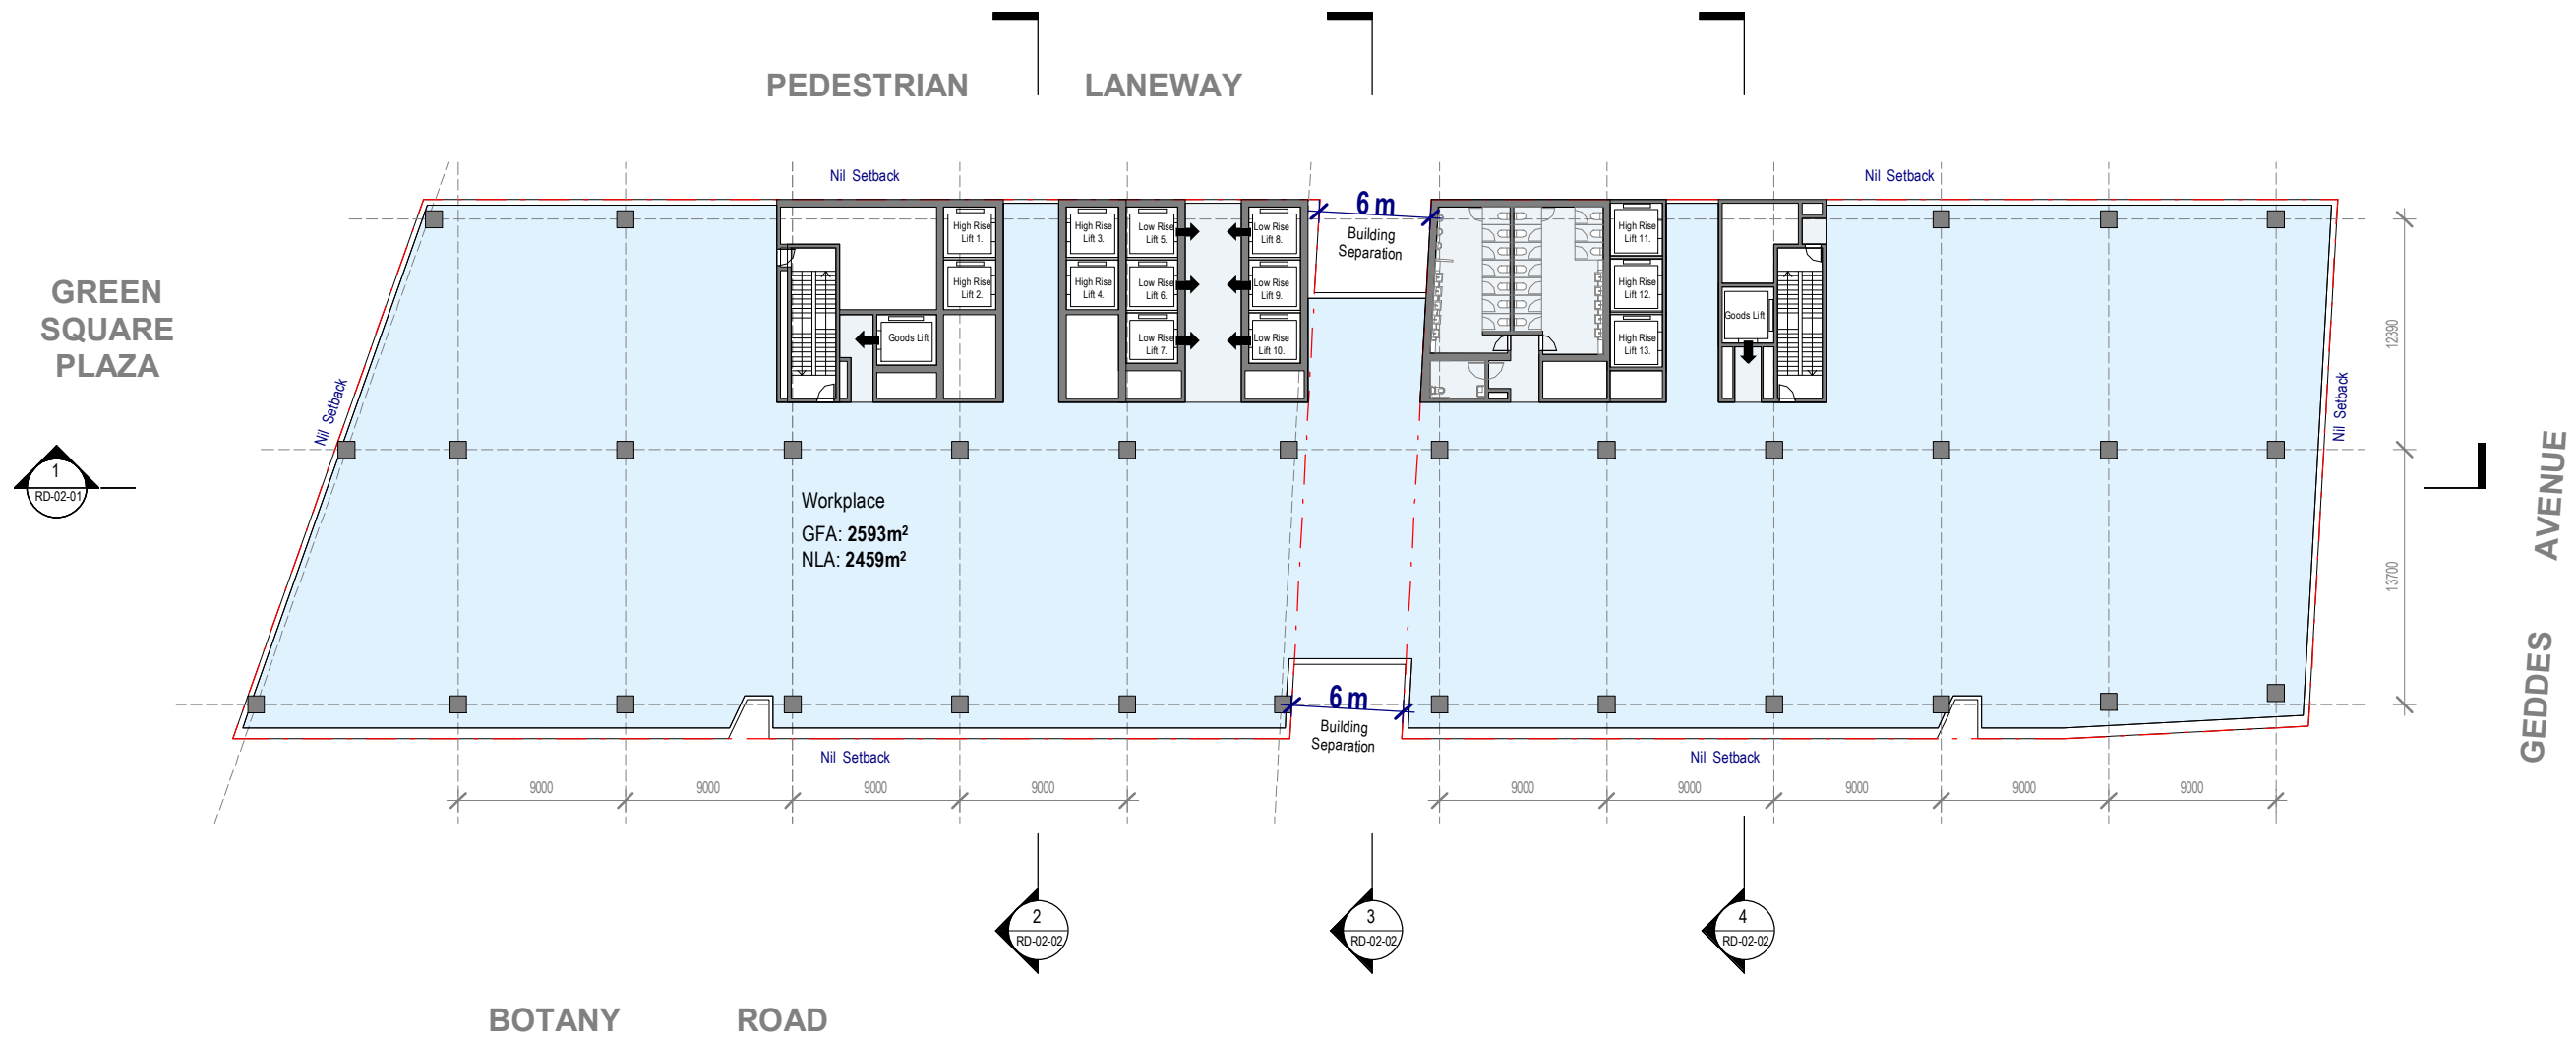 PEDESTRIAN LANEWAY
Nil Setback
Nil Setback
6 m
Building
Separation
High Rise
Lift 1.
High Rise
Lift 3.
Low Rise
Lift 5.
Low Rise
Lift 8.
High Rise
Lift 11.
High Rise
Lift 2.
High Rise
Lift 4.
Low Rise
Lift 6.
Low Rise
Lift 9.
High Rise
Lift 12.
Goods Lift
Low Rise
Lift 7.
Low Rise
Lift 10.
High Rise
Lift 13.
Goods Lift
GREEN
SQUARE
PLAZA
Nil Setback
Nil Setback
12390
13700
1
RD-02-01
Workplace
GFA: 2593m²
NLA: 2459m²
GEDDES AVENUE
6 m
Building
Separation
Nil Setback
Nil Setback
9000
9000
9000
9000
9000
9000
9000
9000
9000
2
RD-02-02
3
RD-02-02
4
RD-02-02
BOTANY ROAD